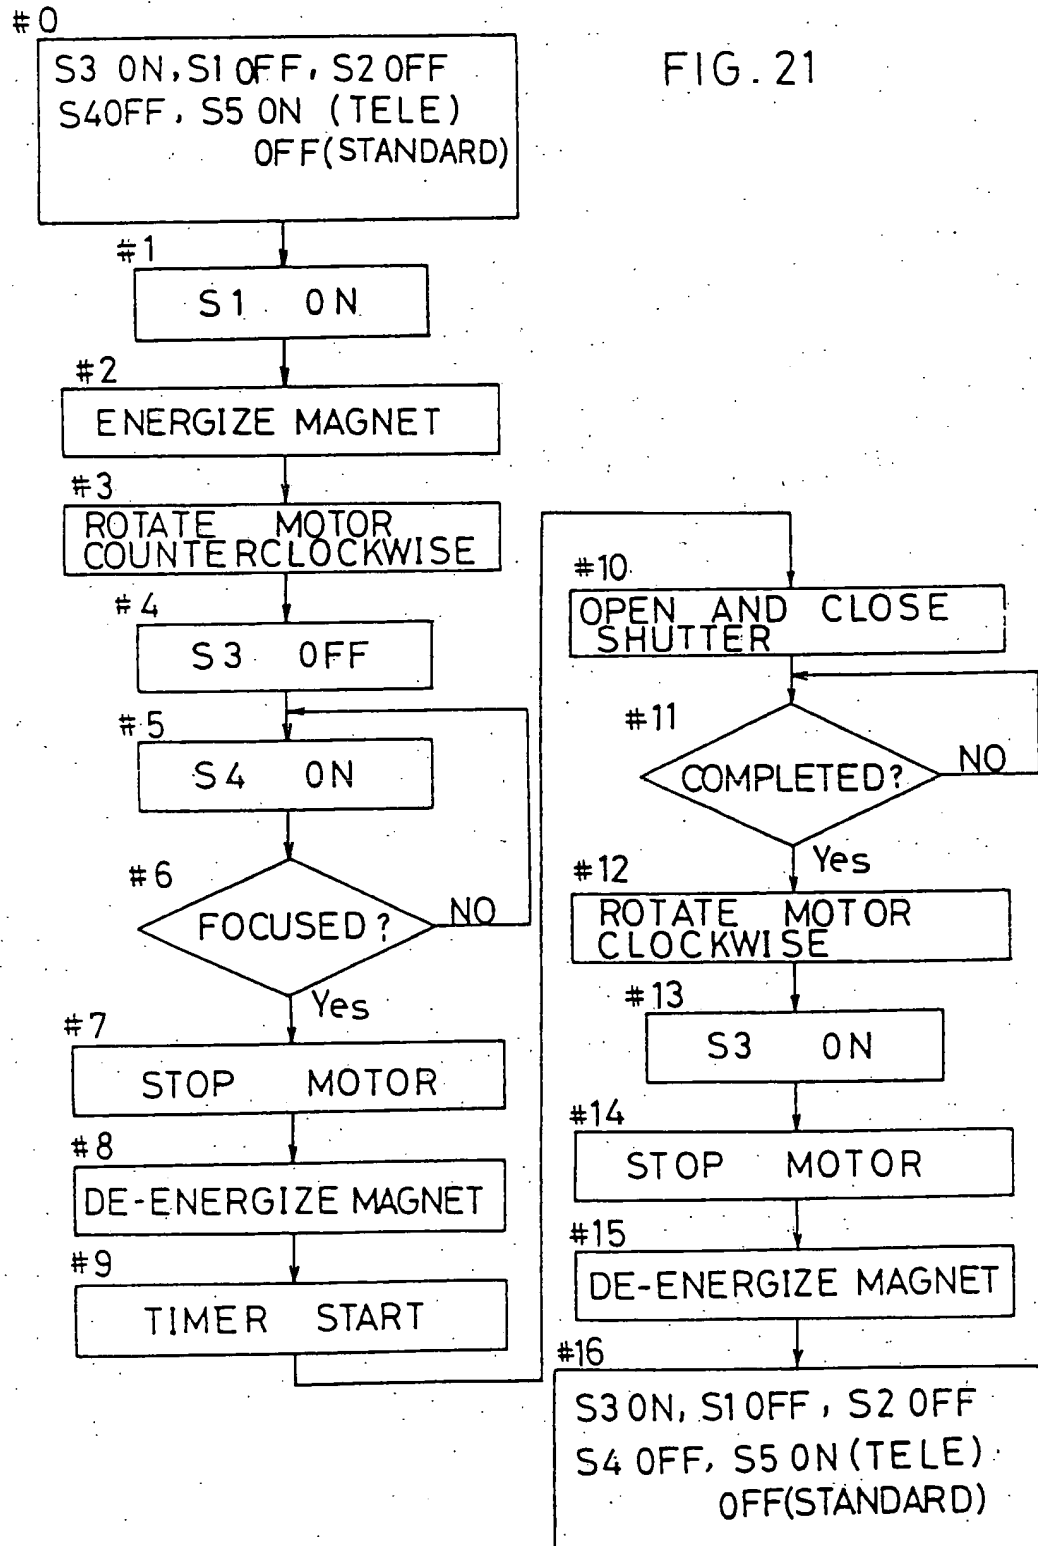 FIG. 21
#0
S3 ON, S1 OFF, S2 OFF
S4 OFF, S5 ON (TELE)
OFF(STANDARD)
#1
S1 ON
#2
ENERGIZE MAGNET
#3
ROTATE MOTOR
COUNTERCLOCKWISE
#4
S3 OFF
#5
S4 ON
#6
FOCUSED?
NO
Yes
#7
STOP MOTOR
#8
DE-ENERGIZE MAGNET
#9
TIMER START
#10
OPEN AND CLOSE
SHUTTER
#11
COMPLETED?
NO
Yes
#12
ROTATE MOTOR
CLOCKWISE
#13
S3 ON
#14
STOP MOTOR
#15
DE-ENERGIZE MAGNET
#16
S3 ON, S1 OFF, S2 OFF
S4 OFF, S5 ON (TELE)
OFF(STANDARD)